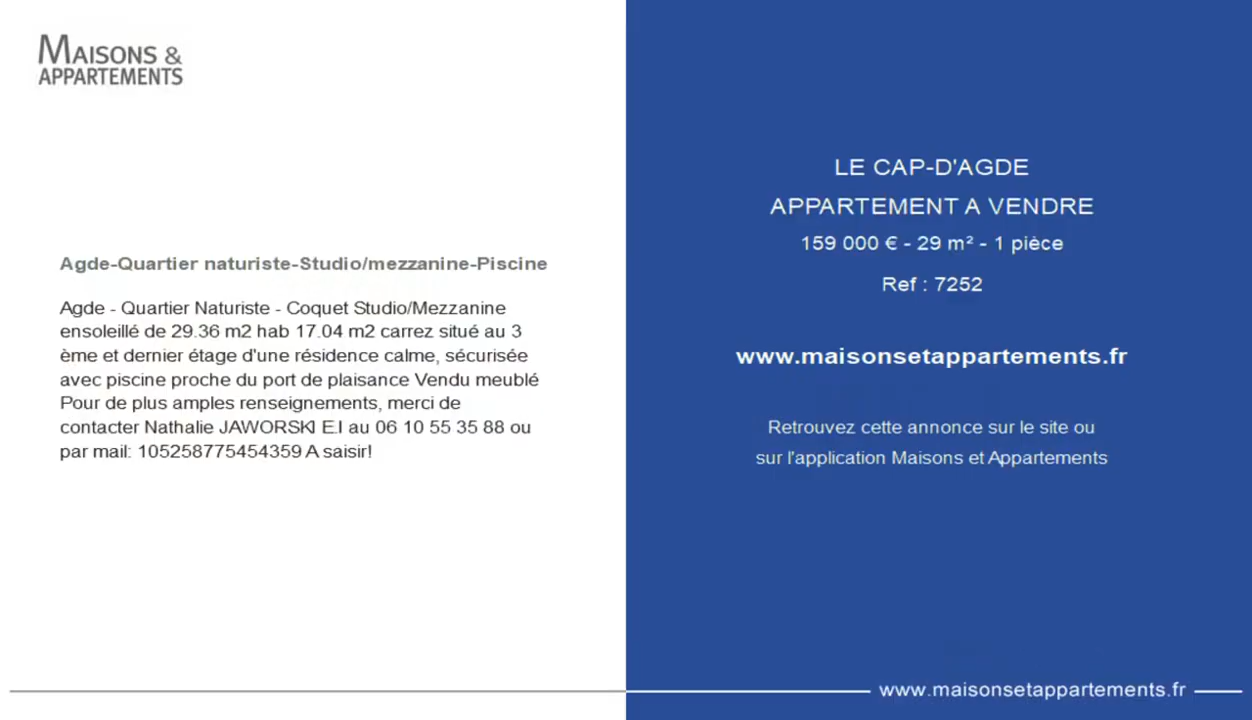 MAISONS &
APPARTEMENTS
Agde-Quartier naturiste-Studio/mezzanine-Piscine
Agde - Quartier Naturiste - Coquet Studio/Mezzanine
ensoleillé de 29.36 m2 hab 17.04 m2 carrez situé au 3
ème et dernier étage d'une résidence calme, sécurisée
avec piscine proche du port de plaisance Vendu meublé
Pour de plus amples renseignements, merci de
contacter Nathalie JAWORSKI E.I au 06 10 55 35 88 ou
par mail: 105258775454359 A saisir!
LE CAP-D'AGDE
APPARTEMENT A VENDRE
159 000 € - 29 m² - 1 pièce
Ref : 7252
www.maisonsetappartements.fr
Retrouvez cette annonce sur le site ou
sur l'application Maisons et Appartements
www.maisonsetappartements.fr